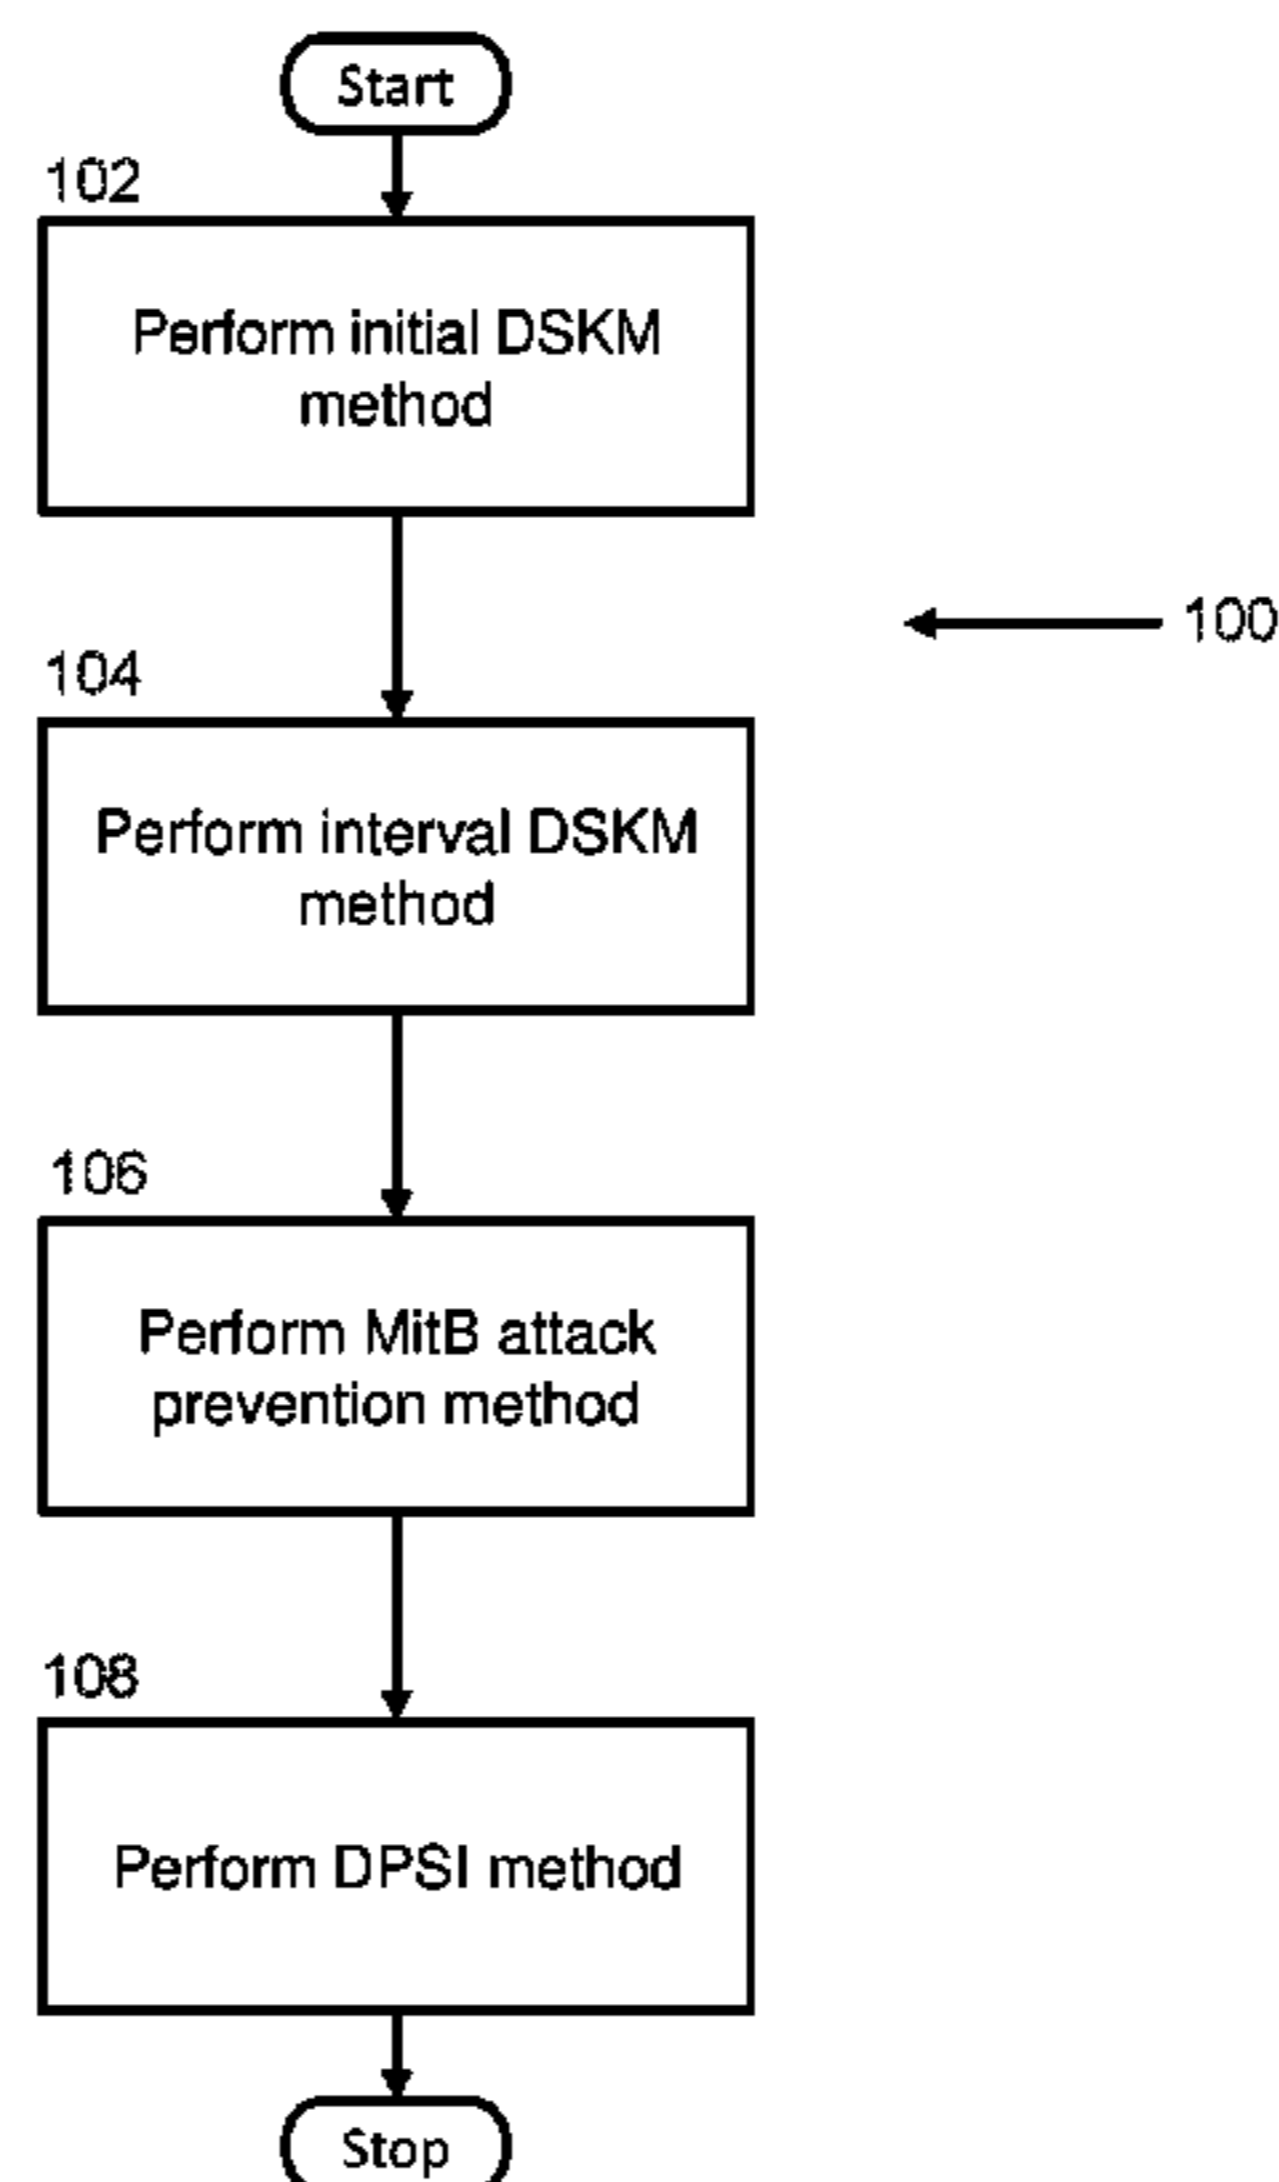 Start
102
Perform initial DSKM
method
100
104
Perform interval DSKM
method
106
Perform MitB attack
prevention method
108
Perform DPSI method
Stop